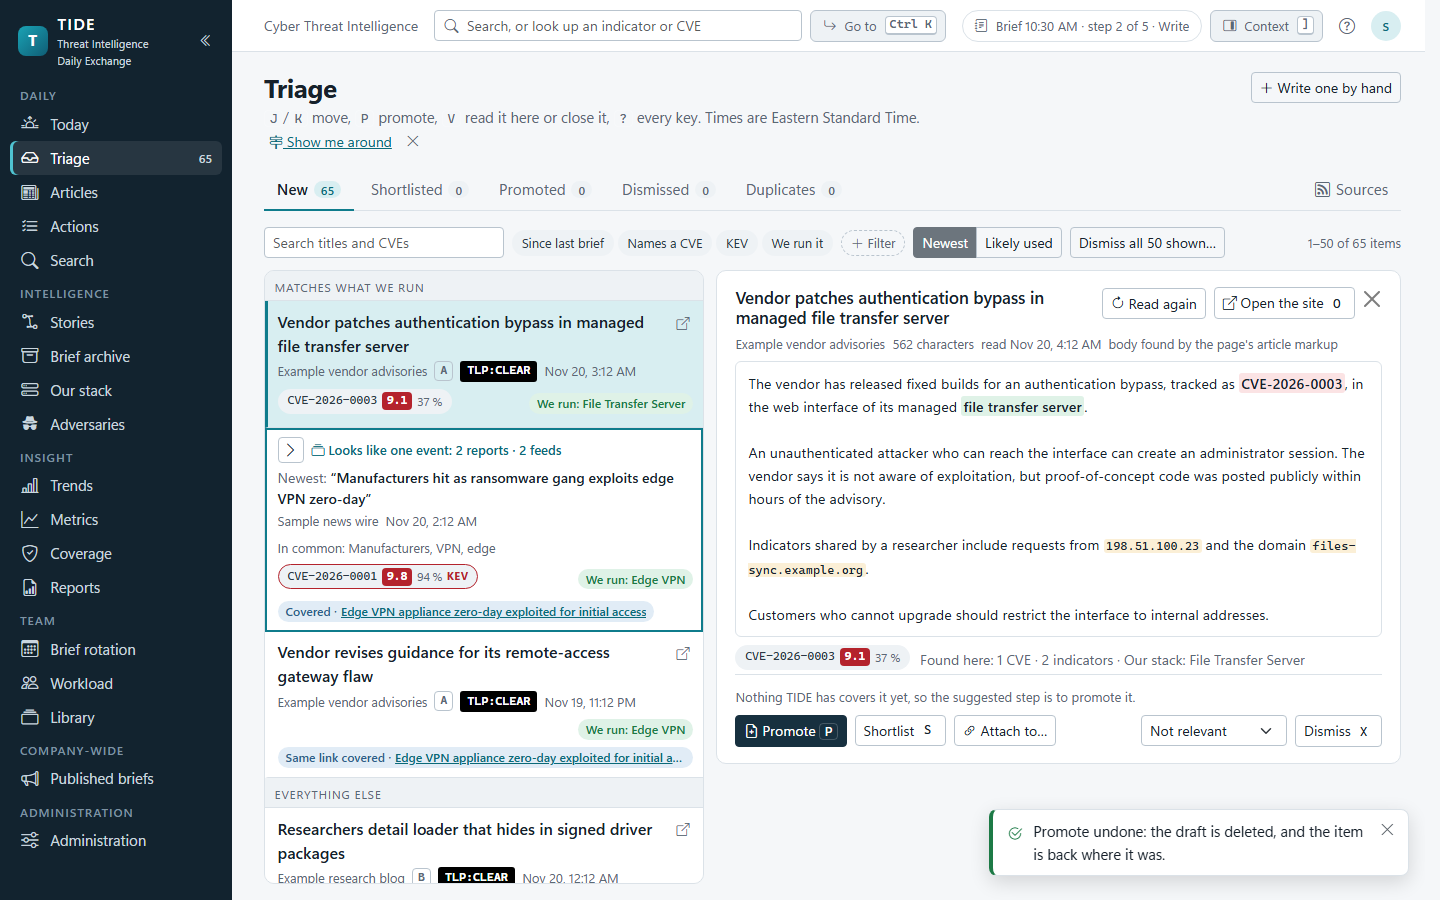 T
TIDE
Threat Intelligence
Daily Exchange
DAILY
Today
Triage 65
Articles
Actions
Search
INTELLIGENCE
Stories
Brief archive
Our stack
Adversaries
INSIGHT
Trends
Metrics
Coverage
Reports
TEAM
Brief rotation
Workload
Library
COMPANY-WIDE
Published briefs
ADMINISTRATION
Administration
Cyber Threat Intelligence
Search, or look up an indicator or CVE
Go to Ctrl K
Brief 10:30 AM · step 2 of 5 · Write
Context ]
S
Triage
J / K move, P promote, V read it here or close it, ? every key. Times are Eastern Standard Time.
Show me around
+ Write one by hand
New 65
Shortlisted 0
Promoted 0
Dismissed 0
Duplicates 0
Sources
Search titles and CVEs
Since last brief
Names a CVE
KEV
We run it
+ Filter
Newest
Likely used
Dismiss all 50 shown...
1–50 of 65 items
MATCHES WHAT WE RUN
Vendor patches authentication bypass in managed
file transfer server
Example vendor advisories A TLP:CLEAR Nov 20, 3:12 AM
CVE-2026-0003 9.1 37 % We run: File Transfer Server
Looks like one event: 2 reports · 2 feeds
Newest: “Manufacturers hit as ransomware gang exploits edge
VPN zero-day”
Sample news wire Nov 20, 2:12 AM
In common: Manufacturers, VPN, edge
CVE-2026-0001 9.8 94 % KEV We run: Edge VPN
Covered · Edge VPN appliance zero-day exploited for initial access
Vendor revises guidance for its remote-access
gateway flaw
Example vendor advisories A TLP:CLEAR Nov 19, 11:12 PM
We run: Edge VPN
Same link covered · Edge VPN appliance zero-day exploited for initial a...
EVERYTHING ELSE
Researchers detail loader that hides in signed driver
packages
Example research blog B TLP:CLEAR Nov 20, 12:12 AM
Vendor patches authentication bypass in
managed file transfer server
Read again
Open the site O
Example vendor advisories 562 characters read Nov 20, 4:12 AM body found by the page's article markup
The vendor has released fixed builds for an authentication bypass, tracked as CVE-2026-0003, in
the web interface of its managed file transfer server.
An unauthenticated attacker who can reach the interface can create an administrator session. The
vendor says it is not aware of exploitation, but proof-of-concept code was posted publicly within
hours of the advisory.
Indicators shared by a researcher include requests from 198.51.100.23 and the domain files-
sync.example.org.
Customers who cannot upgrade should restrict the interface to internal addresses.
CVE-2026-0003 9.1 37 % Found here: 1 CVE · 2 indicators · Our stack: File Transfer Server
Nothing TIDE has covers it yet, so the suggested step is to promote it.
Promote P
Shortlist S
Attach to...
Not relevant
Dismiss X
Promote undone: the draft is deleted, and the item
is back where it was.